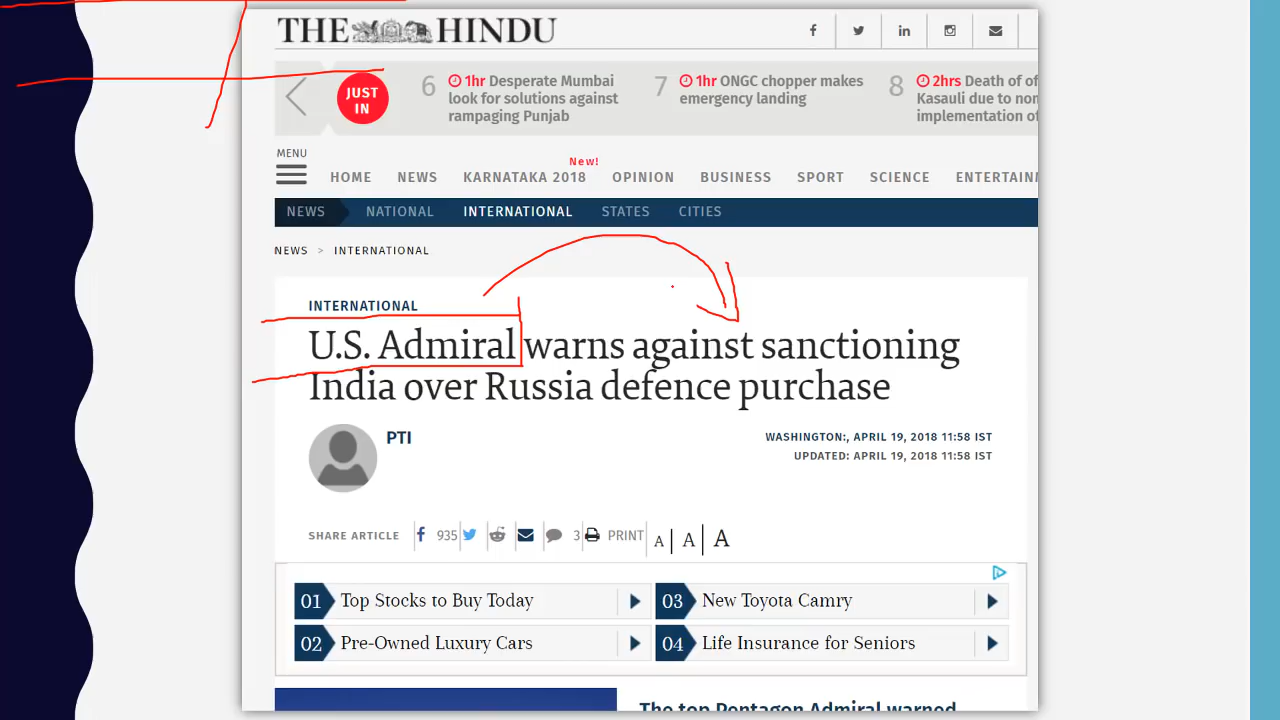 THE HINDU
JUST IN
6 1hr Desperate Mumbai
look for solutions against
rampaging Punjab
7 1hr ONGC chopper makes
emergency landing
8 2hrs Death of
Kasauli due to
implementation
MENU
New!
HOME NEWS KARNATAKA 2018 OPINION BUSINESS SPORT SCIENCE
NEWS NATIONAL INTERNATIONAL STATES CITIES
NEWS > INTERNATIONAL
INTERNATIONAL
U.S. Admiral warns against sanctioning
India over Russia defence purchase
PTI
WASHINGTON:, APRIL 19, 2018 11:58 IST
UPDATED: APRIL 19, 2018 11:58 IST
SHARE ARTICLE 935 3 PRINT A A A
01 Top Stocks to Buy Today
03 New Toyota Camry
02 Pre-Owned Luxury Cars
04 Life Insurance for Seniors
The top Pentagon Admiral warned